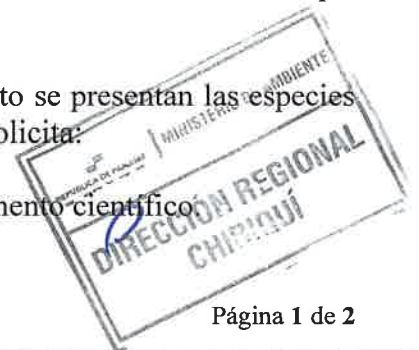 to se presentan las especies
olicita:
mento científico.
REPÚBLICA DE PANAMÁ
MINISTERIO DE AMBIENTE
DIRECCIÓN REGIONAL
CHIRIQUÍ
Página 1 de 2